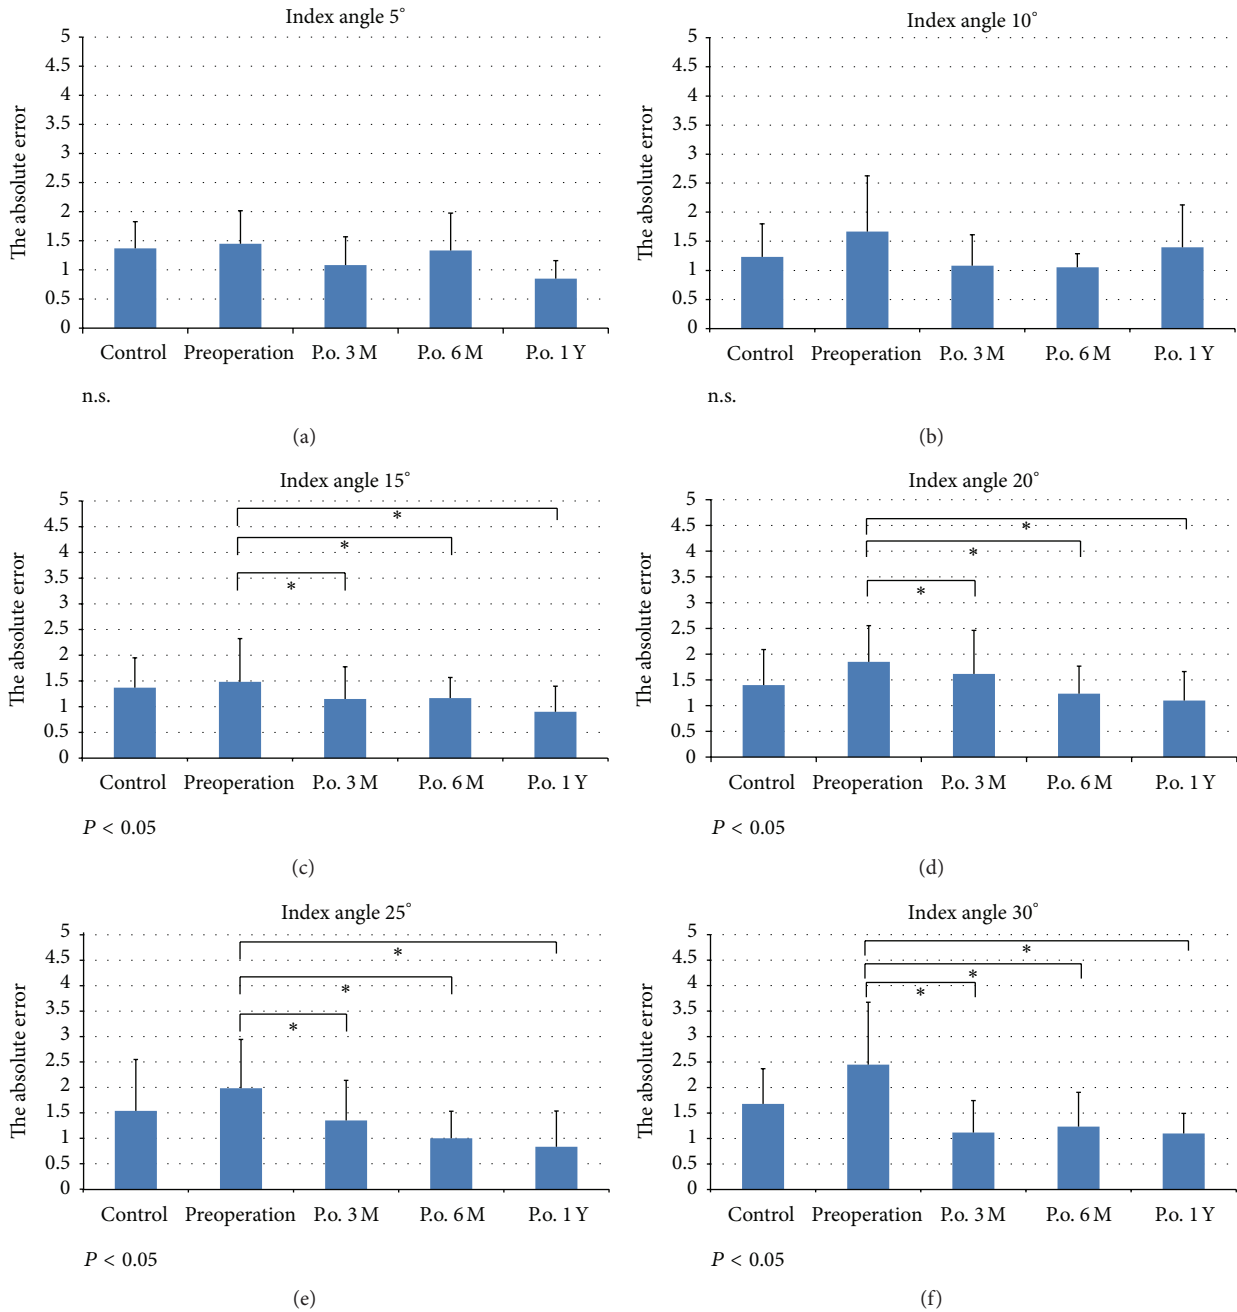 Index angle 5°
The absolute error
5
4.5
4
3.5
3
2.5
2
1.5
1
0.5
0
Control Preoperation P.o. 3 M P.o. 6 M P.o. 1 Y
n.s.
(a)
Index angle 10°
The absolute error
5
4.5
4
3.5
3
2.5
2
1.5
1
0.5
0
Control Preoperation P.o. 3 M P.o. 6 M P.o. 1 Y
n.s.
(b)
Index angle 15°
The absolute error
5
4.5
4
3.5
3
2.5
2
1.5
1
0.5
0
*
*
*
Control Preoperation P.o. 3 M P.o. 6 M P.o. 1 Y
P < 0.05
(c)
Index angle 20°
The absolute error
5
4.5
4
3.5
3
2.5
2
1.5
1
0.5
0
*
*
*
Control Preoperation P.o. 3 M P.o. 6 M P.o. 1 Y
P < 0.05
(d)
Index angle 25°
The absolute error
5
4.5
4
3.5
3
2.5
2
1.5
1
0.5
0
*
*
*
Control Preoperation P.o. 3 M P.o. 6 M P.o. 1 Y
P < 0.05
(e)
Index angle 30°
The absolute error
5
4.5
4
3.5
3
2.5
2
1.5
1
0.5
0
*
*
*
Control Preoperation P.o. 3 M P.o. 6 M P.o. 1 Y
P < 0.05
(f)